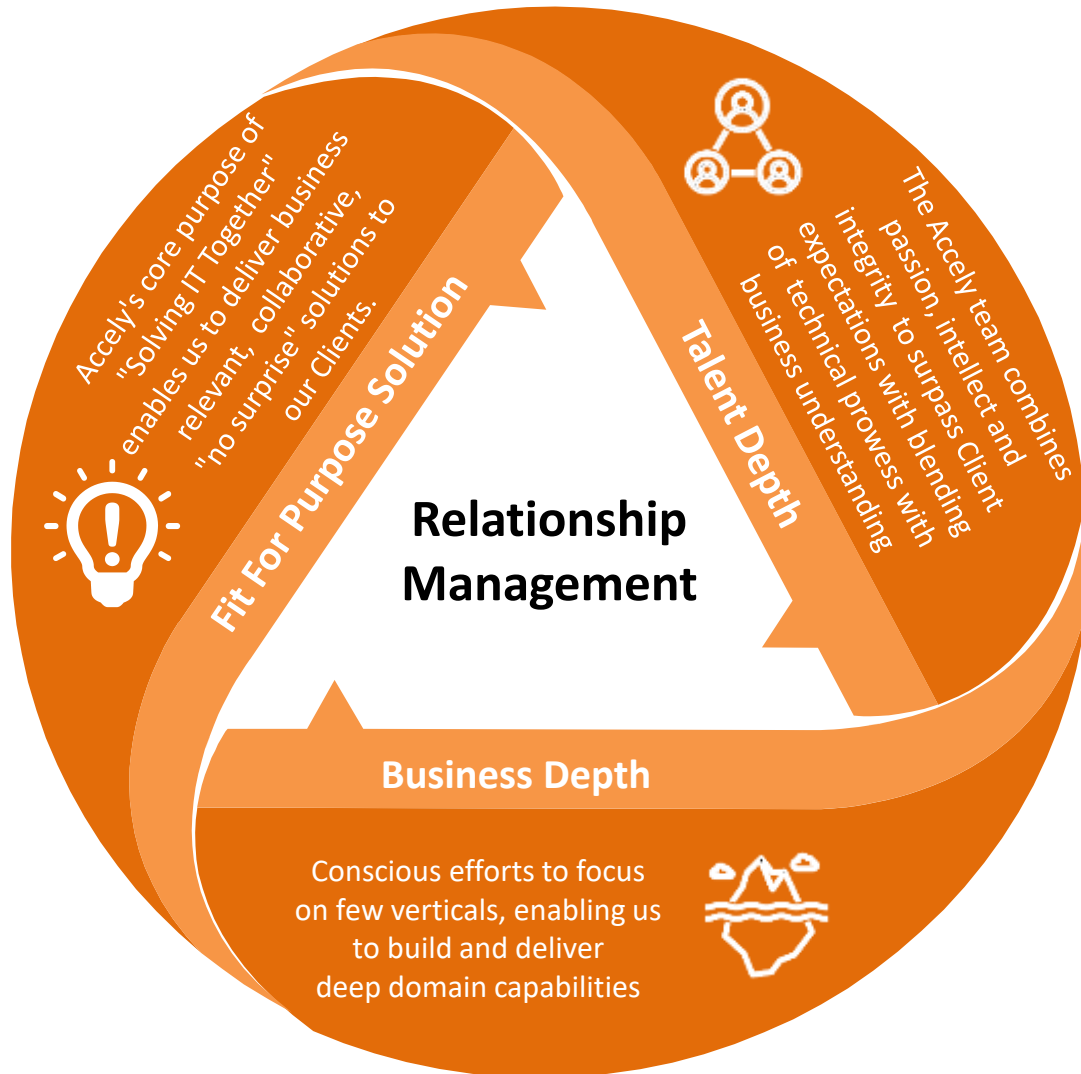 Accely's core purpose of
"Solving IT Together"
enables us to deliver business
relevant, collaborative,
"no surprise" solutions to
our Clients.
Fit For Purpose Solution
The Accely team combines
passion, intellect and
integrity to surpass Client
expectations with blending
of technical prowess with
business understanding
Talent Depth
Relationship
Management
Business Depth
Conscious efforts to focus
on few verticals, enabling us
to build and deliver
deep domain capabilities